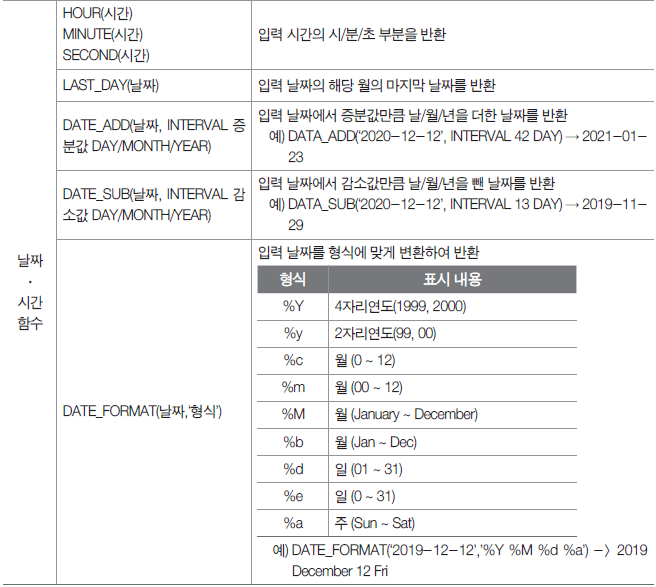 HOUR(시간)
MINUTE(시간)
SECOND(시간)
입력 시간의 시/분/초 부분을 반환
LAST_DAY(날짜)
입력 날짜의 해당 월의 마지막 날짜를 반환
DATE_ADD(날짜, INTERVAL 증
분값 DAY/MONTH/YEAR)
입력 날짜에서 증분값만큼 날/월/년을 더한 날짜를 반환
예) DATA_ADD('2020-12-12', INTERVAL 42 DAY) → 2021-01-
23
DATE_SUB(날짜, INTERVAL 감
소값 DAY/MONTH/YEAR)
입력 날짜에서 감소값만큼 날/월/년을 뺀 날짜를 반환
예) DATA_SUB('2020-12-12', INTERVAL 13 DAY) → 2019-11-
29
날짜
·
시간
함수
DATE_FORMAT(날짜,'형식')
입력 날짜를 형식에 맞게 변환하여 반환
형식 표시 내용
%Y 4자리연도(1999, 2000)
%y 2자리연도(99, 00)
%c 월 (0 ~ 12)
%m 월 (00 ~ 12)
%M 월 (January ~ December)
%b 월 (Jan ~ Dec)
%d 일 (01 ~ 31)
%e 일 (0 ~ 31)
%a 주 (Sun ~ Sat)
예) DATE_FORMAT('2019-12-12','%Y %M %d %a') -〉 2019
December 12 Fri